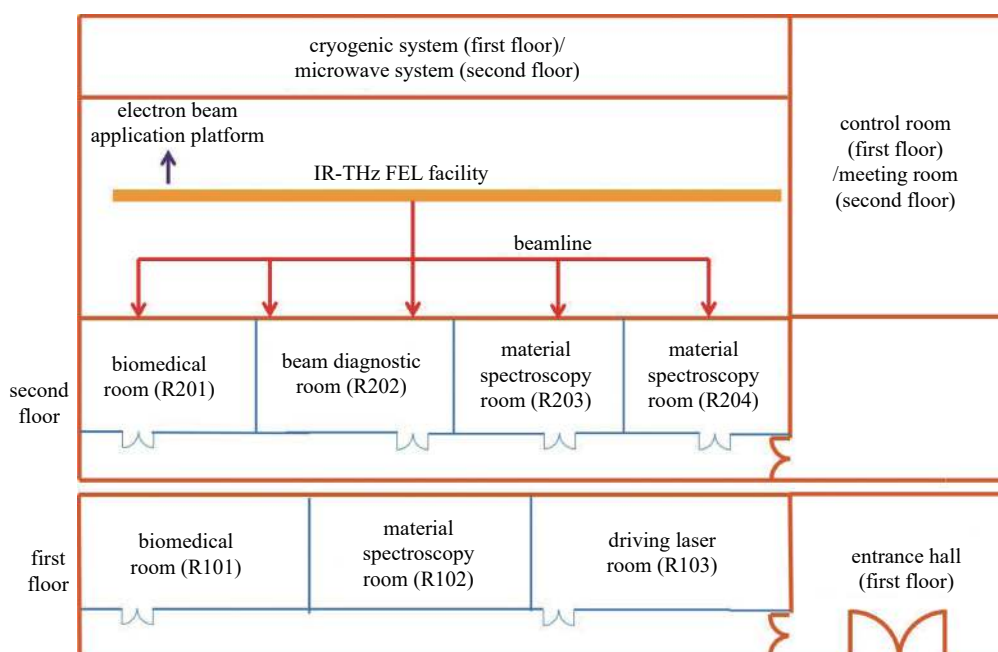 cryogenic system (first floor)/
microwave system (second floor)
electron beam
application platform
IR-THz FEL facility
beamline
control room
(first floor)
/meeting room
(second floor)
second
floor
biomedical
room (R201)
beam diagnostic
room (R202)
material
spectroscopy
room (R203)
material
spectroscopy
room (R204)
first
floor
biomedical
room (R101)
material
spectroscopy
room (R102)
driving laser
room (R103)
entrance hall
(first floor)